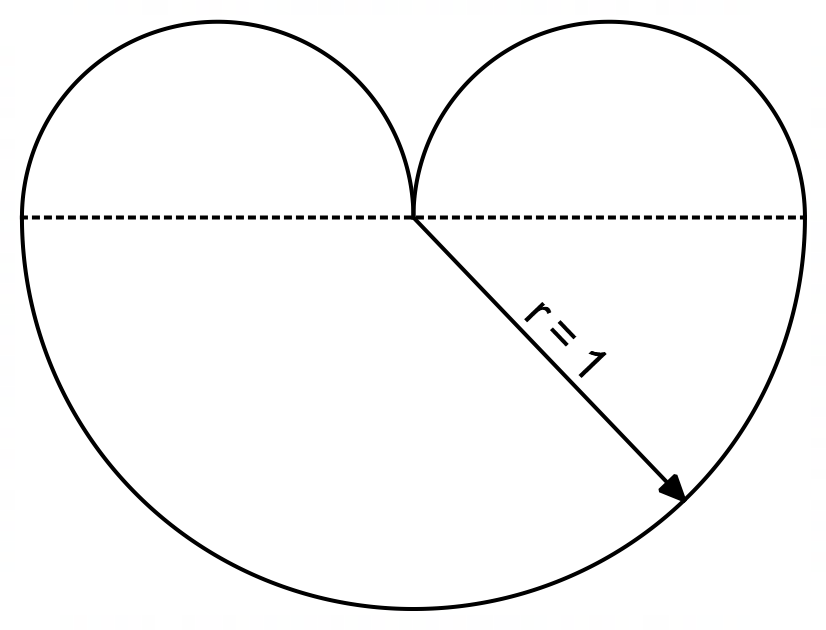 r = 1